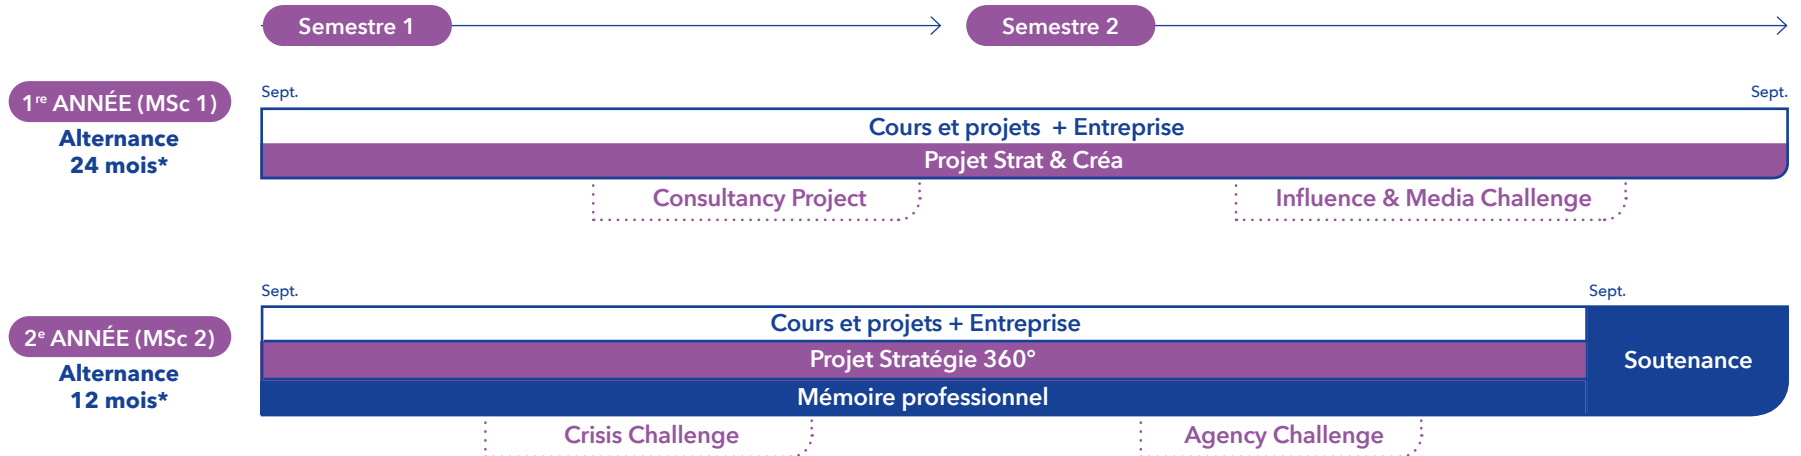 Semestre 1
Semestre 2
1re ANNÉE (MSc 1)
Alternance
24 mois*
Sept.
Sept.
Cours et projets + Entreprise
Projet Strat & Créa
Consultancy Project
Influence & Media Challenge
2e ANNÉE (MSc 2)
Alternance
12 mois*
Sept.
Sept.
Cours et projets + Entreprise
Projet Stratégie 360°
Mémoire professionnel
Soutenance
Crisis Challenge
Agency Challenge